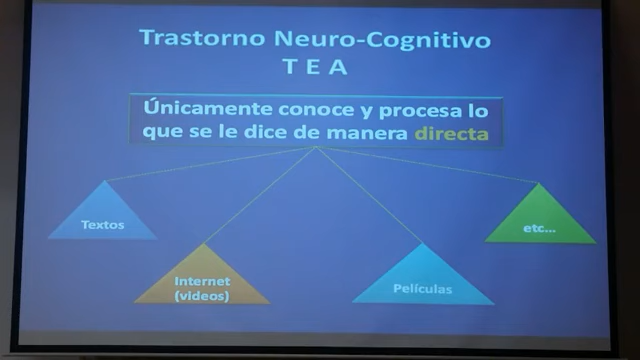 Trastorno Neuro-Cognitivo
T E A
Únicamente conoce y procesa lo
que se le dice de manera directa
Textos
etc...
Internet
(videos)
Películas